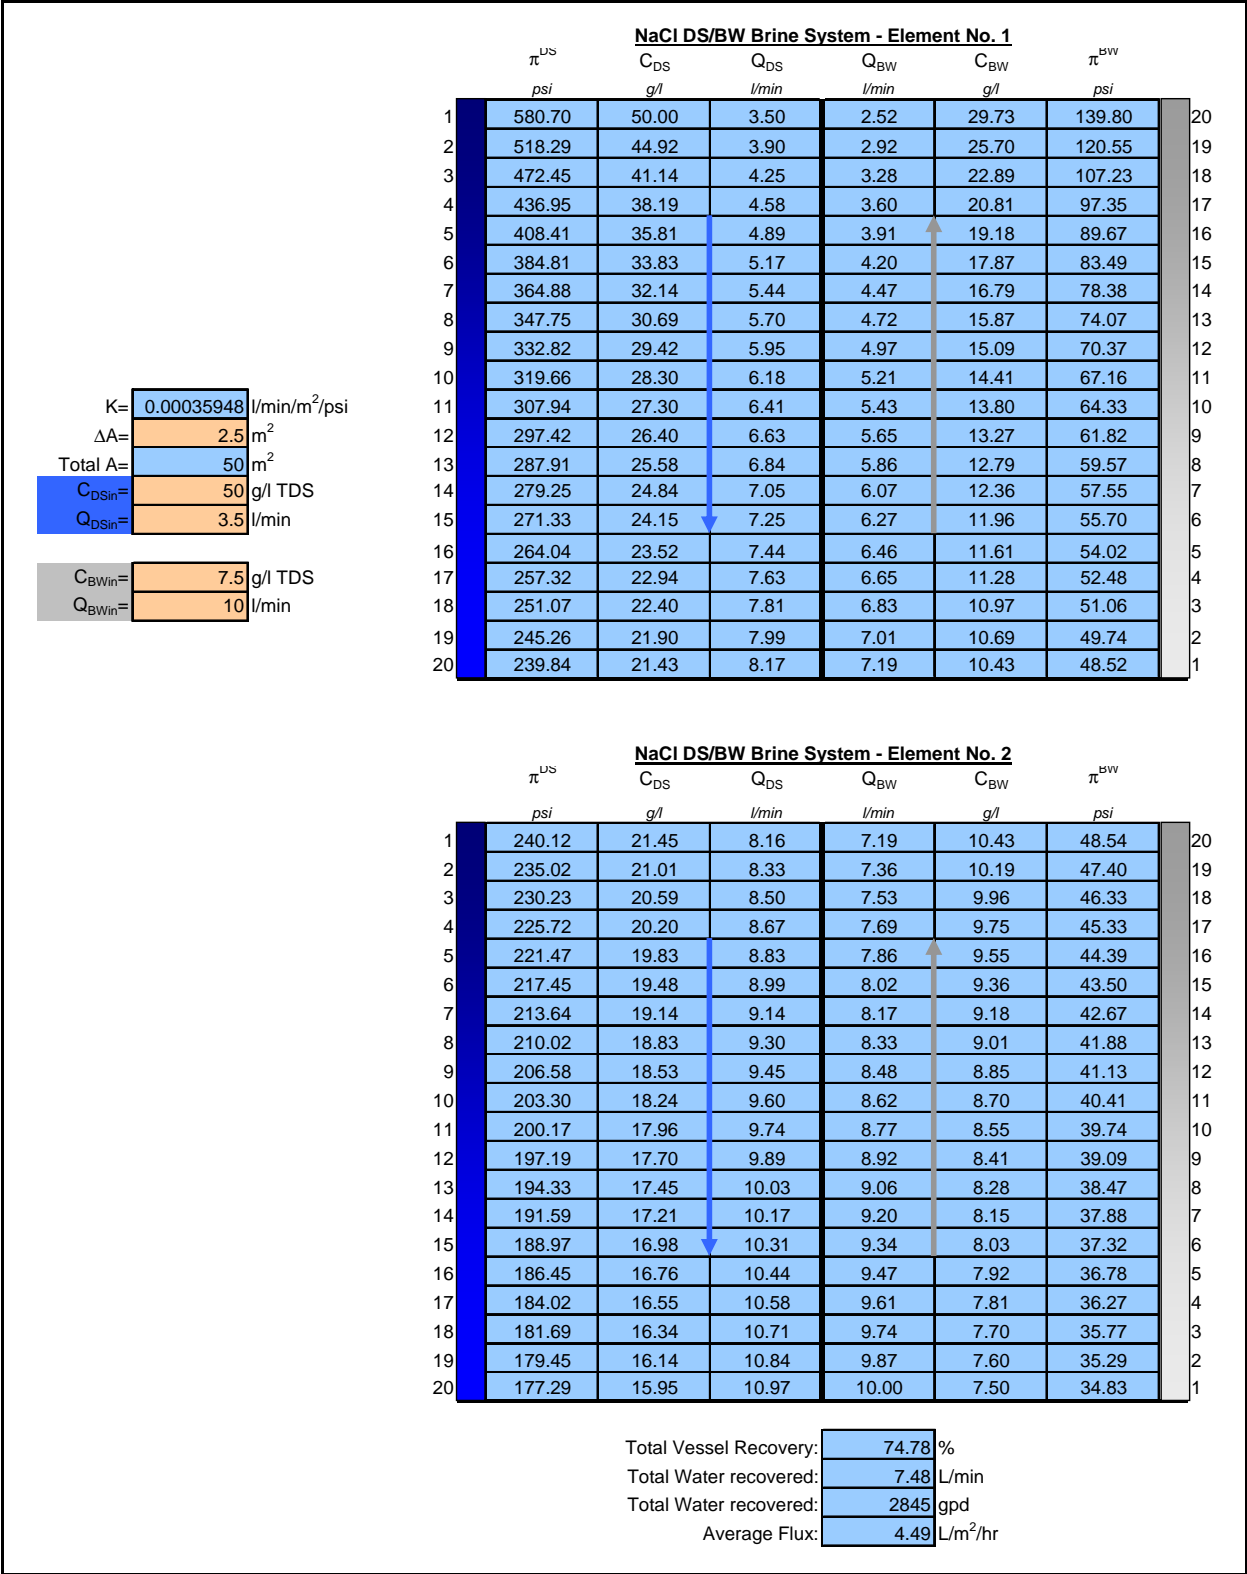 NaCl DS/BW Brine System - Element No. 1
π^DS C_DS Q_DS Q_BW C_BW π^BW
psi g/l l/min l/min g/l psi
1 580.70 50.00 3.50 2.52 29.73 139.80 20
2 518.29 44.92 3.90 2.92 25.70 120.55 19
3 472.45 41.14 4.25 3.28 22.89 107.23 18
4 436.95 38.19 4.58 3.60 20.81 97.35 17
5 408.41 35.81 4.89 3.91 19.18 89.67 16
6 384.81 33.83 5.17 4.20 17.87 83.49 15
7 364.88 32.14 5.44 4.47 16.79 78.38 14
8 347.75 30.69 5.70 4.72 15.87 74.07 13
9 332.82 29.42 5.95 4.97 15.09 70.37 12
10 319.66 28.30 6.18 5.21 14.41 67.16 11
K= 0.00035948 l/min/m²/psi 11 307.94 27.30 6.41 5.43 13.80 64.33 10
ΔA= 2.5 m² 12 297.42 26.40 6.63 5.65 13.27 61.82 9
Total A= 50 m² 13 287.91 25.58 6.84 5.86 12.79 59.57 8
C_DSin= 50 g/l TDS 14 279.25 24.84 7.05 6.07 12.36 57.55 7
Q_DSin= 3.5 l/min 15 271.33 24.15 7.25 6.27 11.96 55.70 6
16 264.04 23.52 7.44 6.46 11.61 54.02 5
C_BWin= 7.5 g/l TDS 17 257.32 22.94 7.63 6.65 11.28 52.48 4
Q_BWin= 10 l/min 18 251.07 22.40 7.81 6.83 10.97 51.06 3
19 245.26 21.90 7.99 7.01 10.69 49.74 2
20 239.84 21.43 8.17 7.19 10.43 48.52 1
NaCl DS/BW Brine System - Element No. 2
π^DS C_DS Q_DS Q_BW C_BW π^BW
psi g/l l/min l/min g/l psi
1 240.12 21.45 8.16 7.19 10.43 48.54 20
2 235.02 21.01 8.33 7.36 10.19 47.40 19
3 230.23 20.59 8.50 7.53 9.96 46.33 18
4 225.72 20.20 8.67 7.69 9.75 45.33 17
5 221.47 19.83 8.83 7.86 9.55 44.39 16
6 217.45 19.48 8.99 8.02 9.36 43.50 15
7 213.64 19.14 9.14 8.17 9.18 42.67 14
8 210.02 18.83 9.30 8.33 9.01 41.88 13
9 206.58 18.53 9.45 8.48 8.85 41.13 12
10 203.30 18.24 9.60 8.62 8.70 40.41 11
11 200.17 17.96 9.74 8.77 8.55 39.74 10
12 197.19 17.70 9.89 8.92 8.41 39.09 9
13 194.33 17.45 10.03 9.06 8.28 38.47 8
14 191.59 17.21 10.17 9.20 8.15 37.88 7
15 188.97 16.98 10.31 9.34 8.03 37.32 6
16 186.45 16.76 10.44 9.47 7.92 36.78 5
17 184.02 16.55 10.58 9.61 7.81 36.27 4
18 181.69 16.34 10.71 9.74 7.70 35.77 3
19 179.45 16.14 10.84 9.87 7.60 35.29 2
20 177.29 15.95 10.97 10.00 7.50 34.83 1
Total Vessel Recovery: 74.78 %
Total Water recovered: 7.48 L/min
Total Water recovered: 2845 gpd
Average Flux: 4.49 L/m²/hr